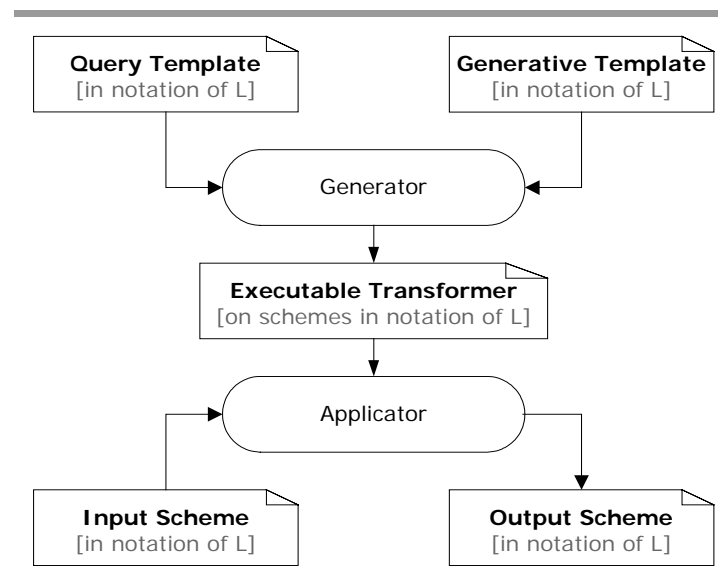 Query Template
[in notation of L]
Generative Template
[in notation of L]
Generator
Executable Transformer
[on schemes in notation of L]
Applicator
Input Scheme
[in notation of L]
Output Scheme
[in notation of L]